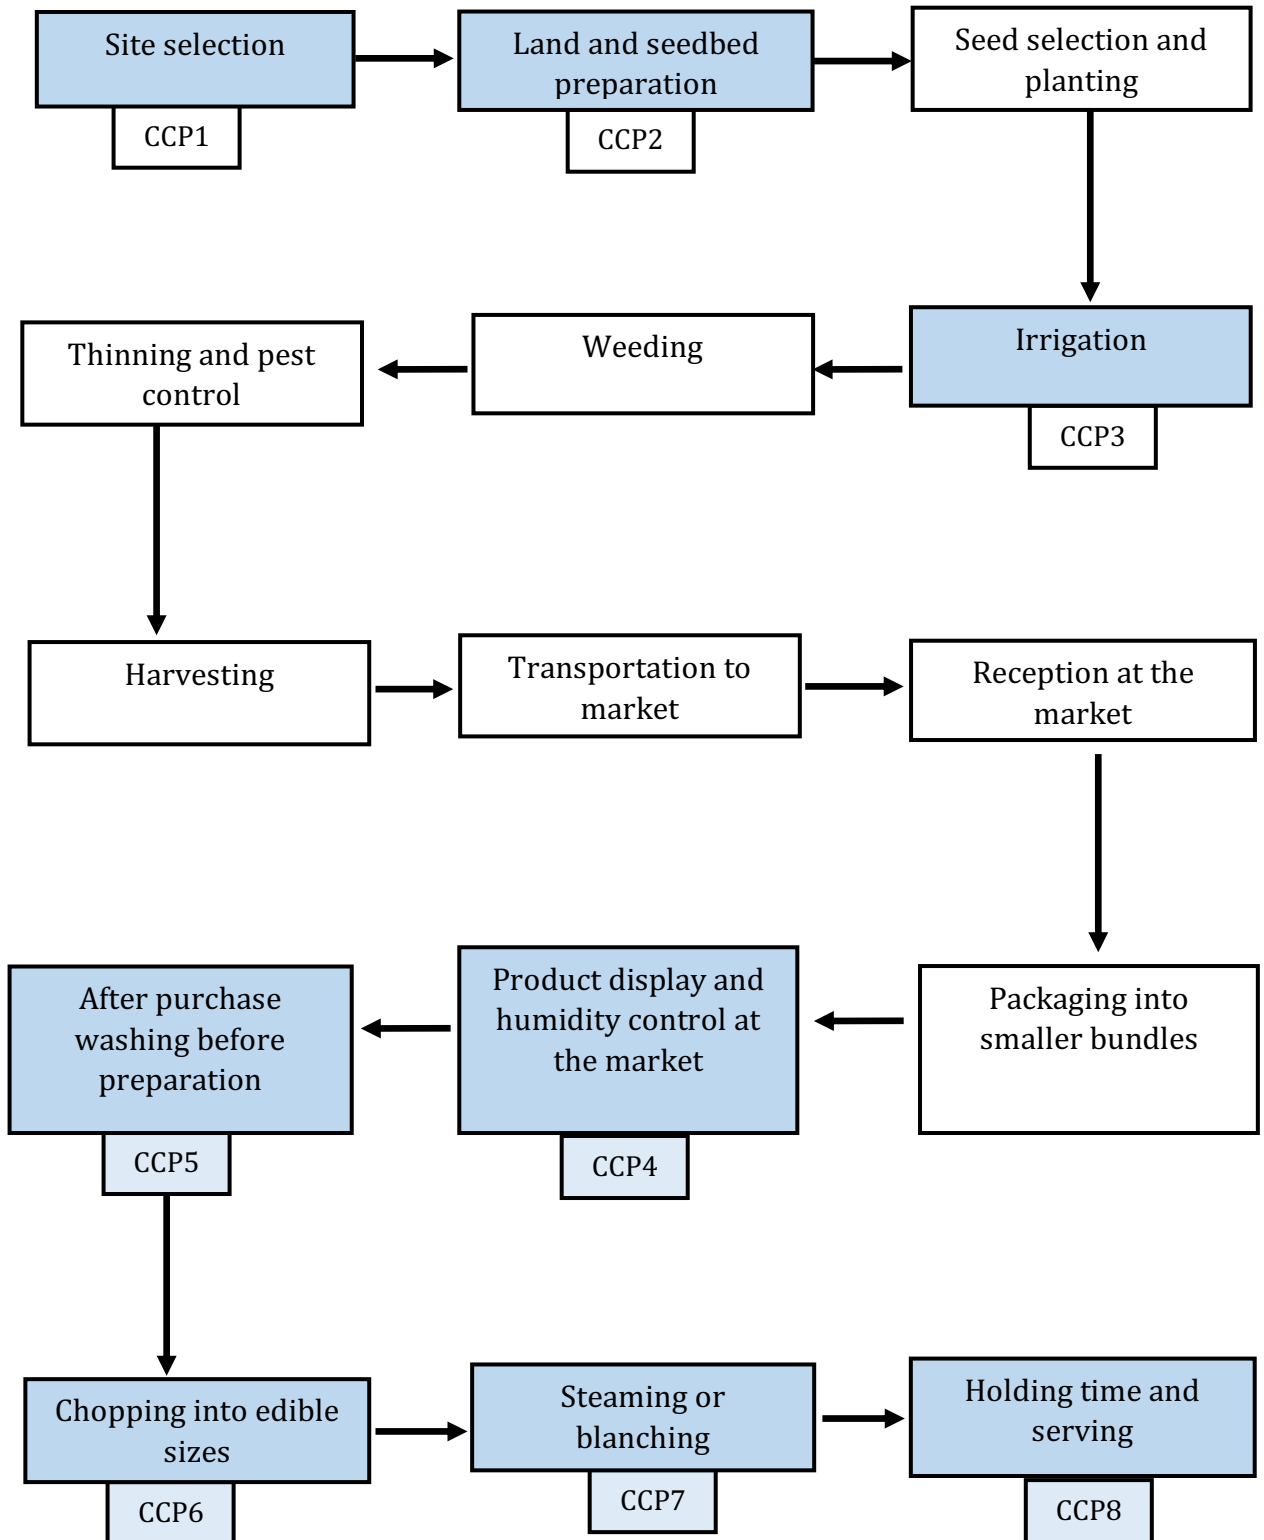 Site selection
CCP1
Land and seedbed
preparation
CCP2
Seed selection and
planting
Irrigation
CCP3
Weeding
Thinning and pest
control
Harvesting
Transportation to
market
Reception at the
market
Packaging into
smaller bundles
Product display and
humidity control at
the market
CCP4
After purchase
washing before
preparation
CCP5
Chopping into edible
sizes
CCP6
Steaming or
blanching
CCP7
Holding time and
serving
CCP8